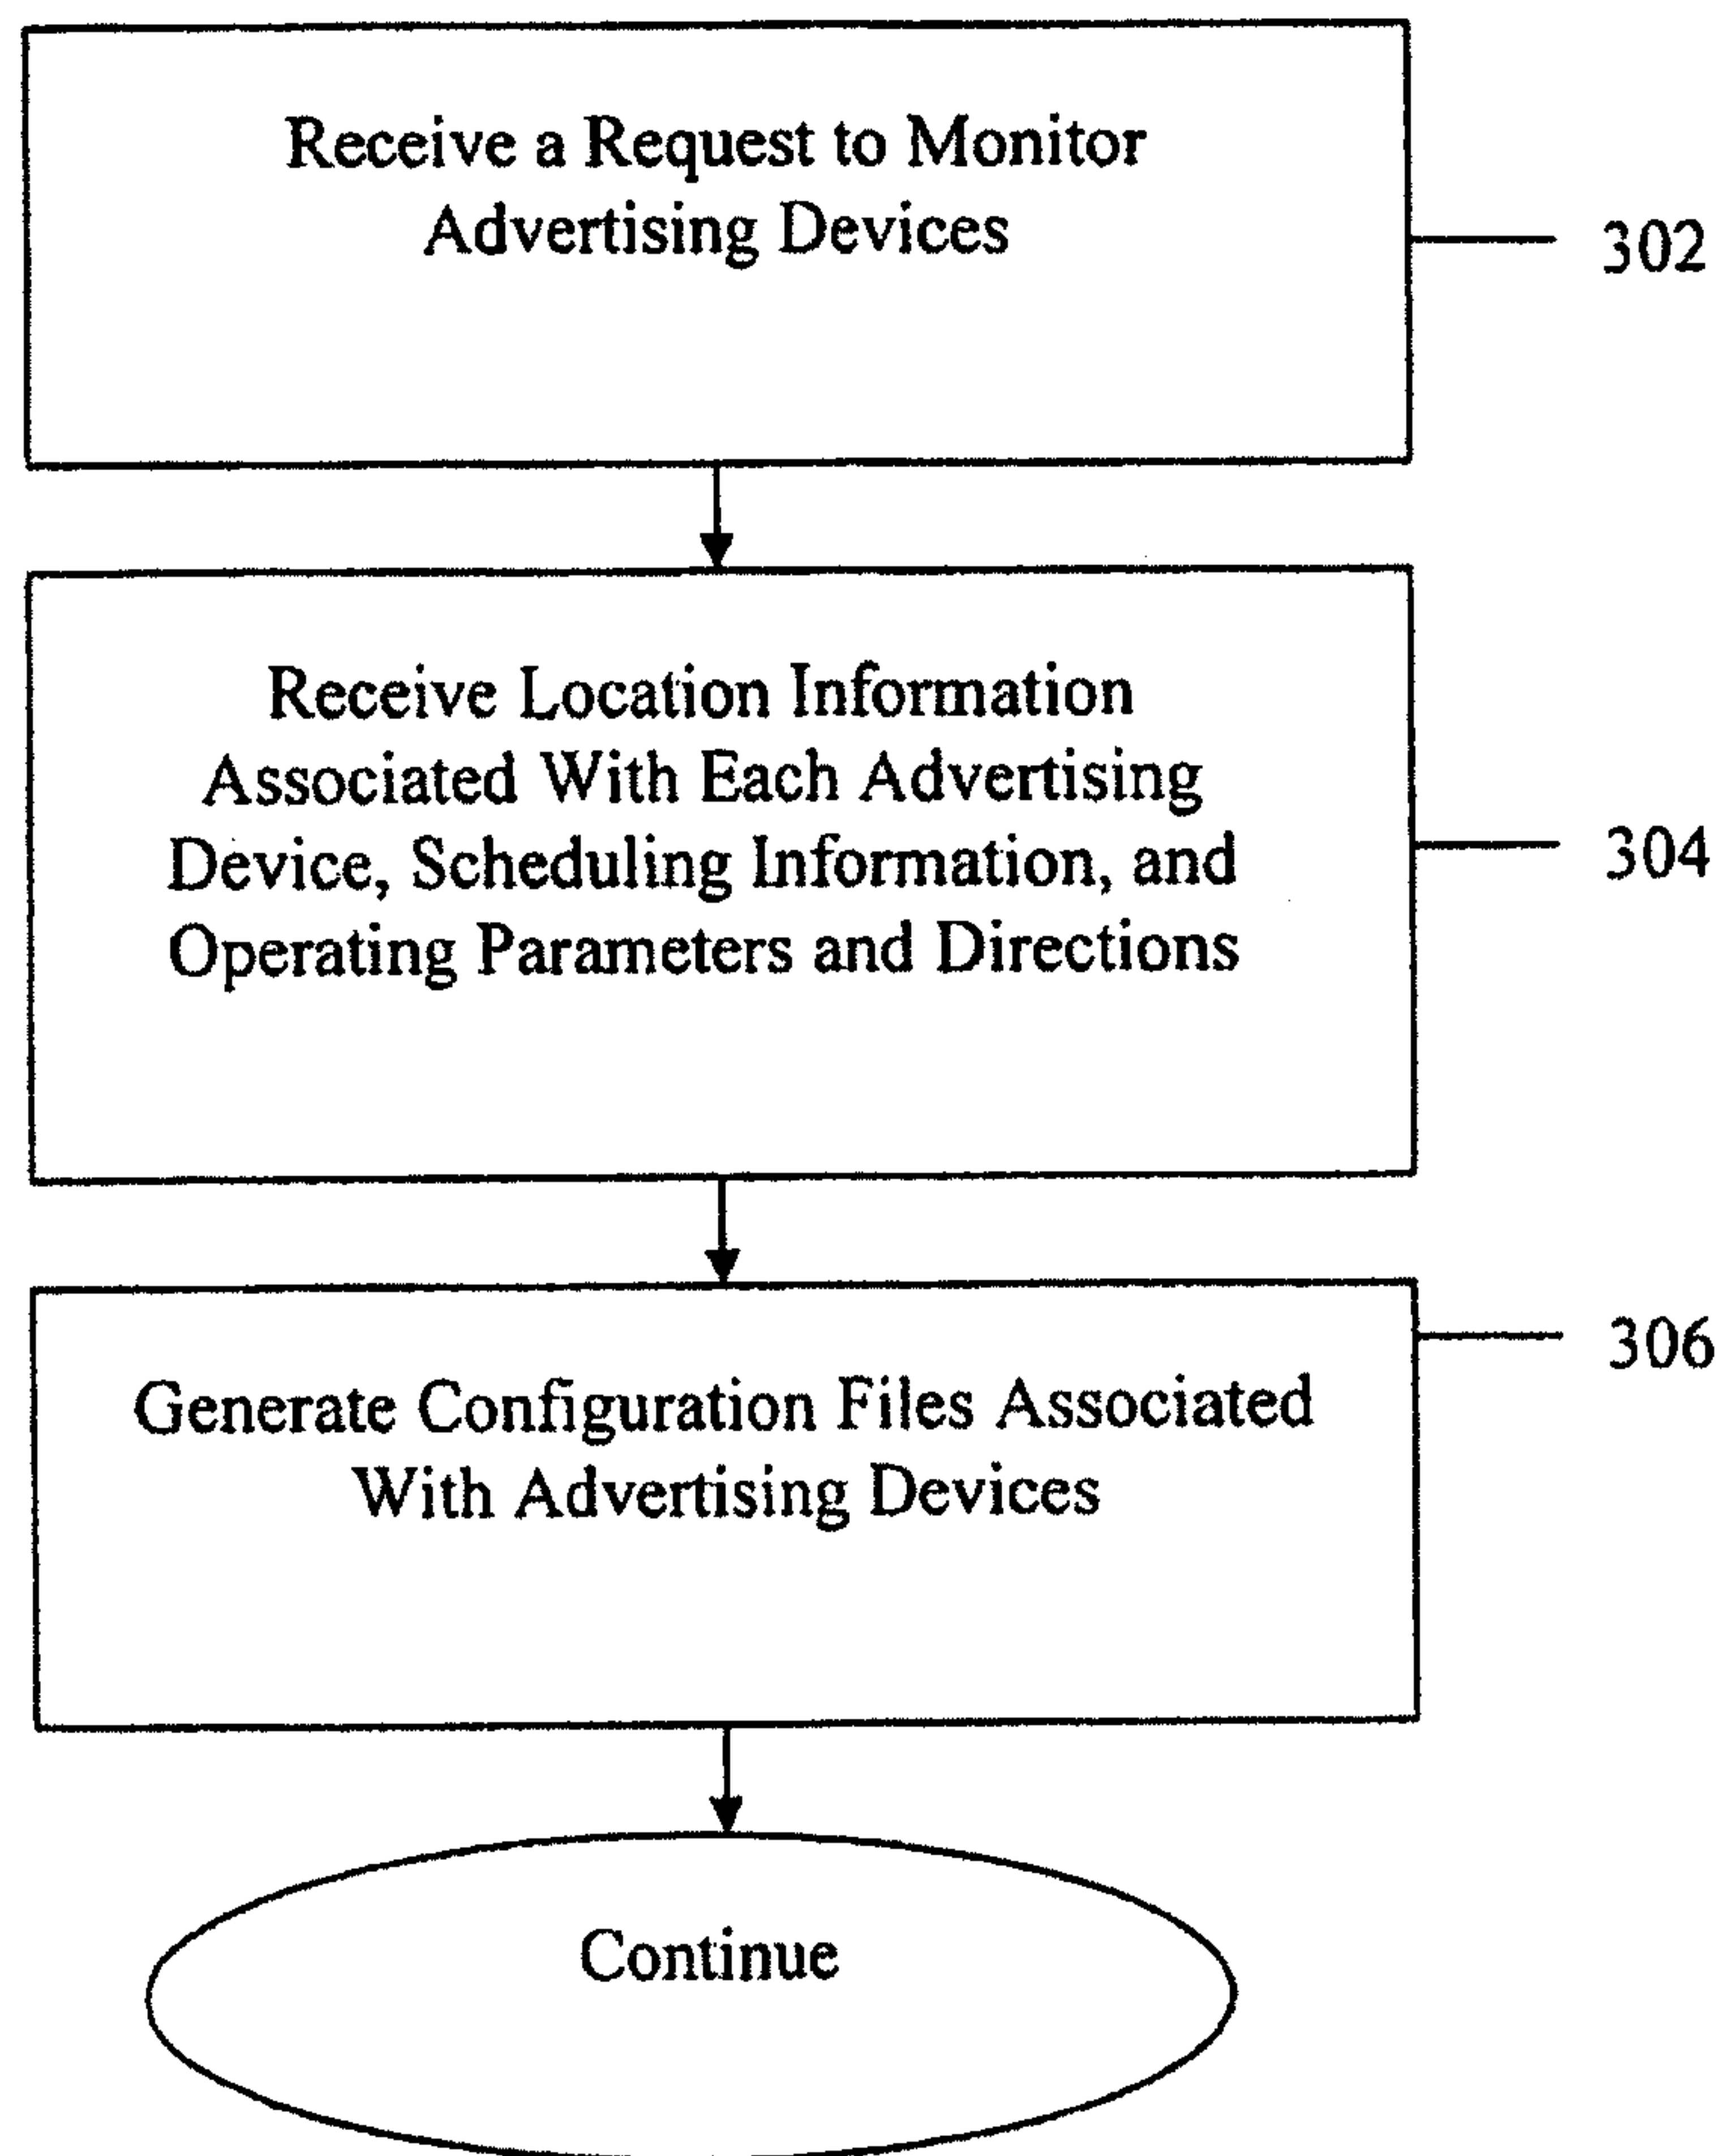 Receive a Request to Monitor
Advertising Devices
302
Receive Location Information
Associated With Each Advertising
Device, Scheduling Information, and
Operating Parameters and Directions
304
306
Generate Configuration Files Associated
With Advertising Devices
Continue